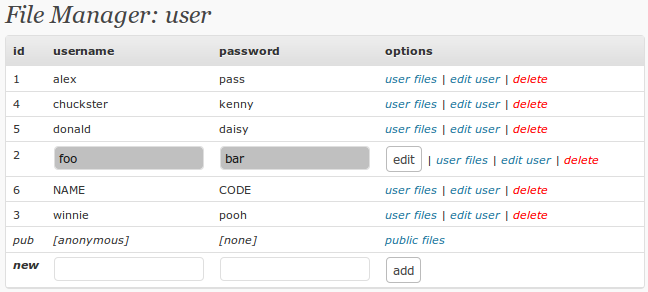 File Manager: user
id username password options
1 alex pass user files | edit user | delete
4 chuckster kenny user files | edit user | delete
5 donald daisy user files | edit user | delete
2 foo bar edit | user files | edit user | delete
6 NAME CODE user files | edit user | delete
3 winnie pooh user files | edit user | delete
pub [anonymous] [none] public files
new add